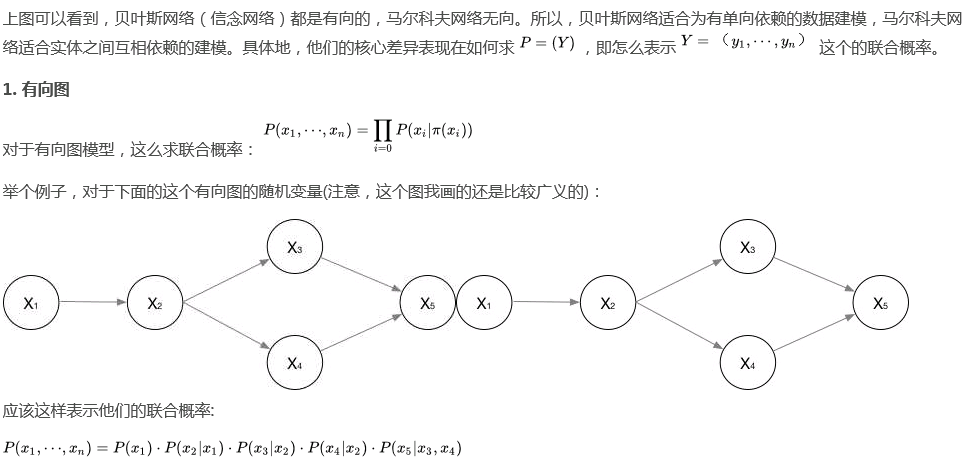 上图可以看到，贝叶斯网络（信念网络）都是有向的，马尔科夫网络无向。所以，贝叶斯网络适合为有单向依赖的数据建模，马尔科夫网
络适合实体之间互相依赖的建模。具体地，他们的核心差异表现在如何求 P = (Y) ，即怎么表示 Y = （y₁, ⋯ , yₙ） 这个的联合概率。
1. 有向图
对于有向图模型，这么求联合概率： P(x₁, ⋯ , xₙ) = ∏_{i=0} P(xᵢ|π(xᵢ))
举个例子，对于下面的这个有向图的随机变量(注意，这个图我画的还是比较广义的)：
X₃ X₃
X₁ X₂ X₅ X₁ X₂ X₅
X₄ X₄
应该这样表示他们的联合概率:
P(x₁, ⋯ , xₙ) = P(x₁) · P(x₂|x₁) · P(x₃|x₂) · P(x₄|x₂) · P(x₅|x₃, x₄)